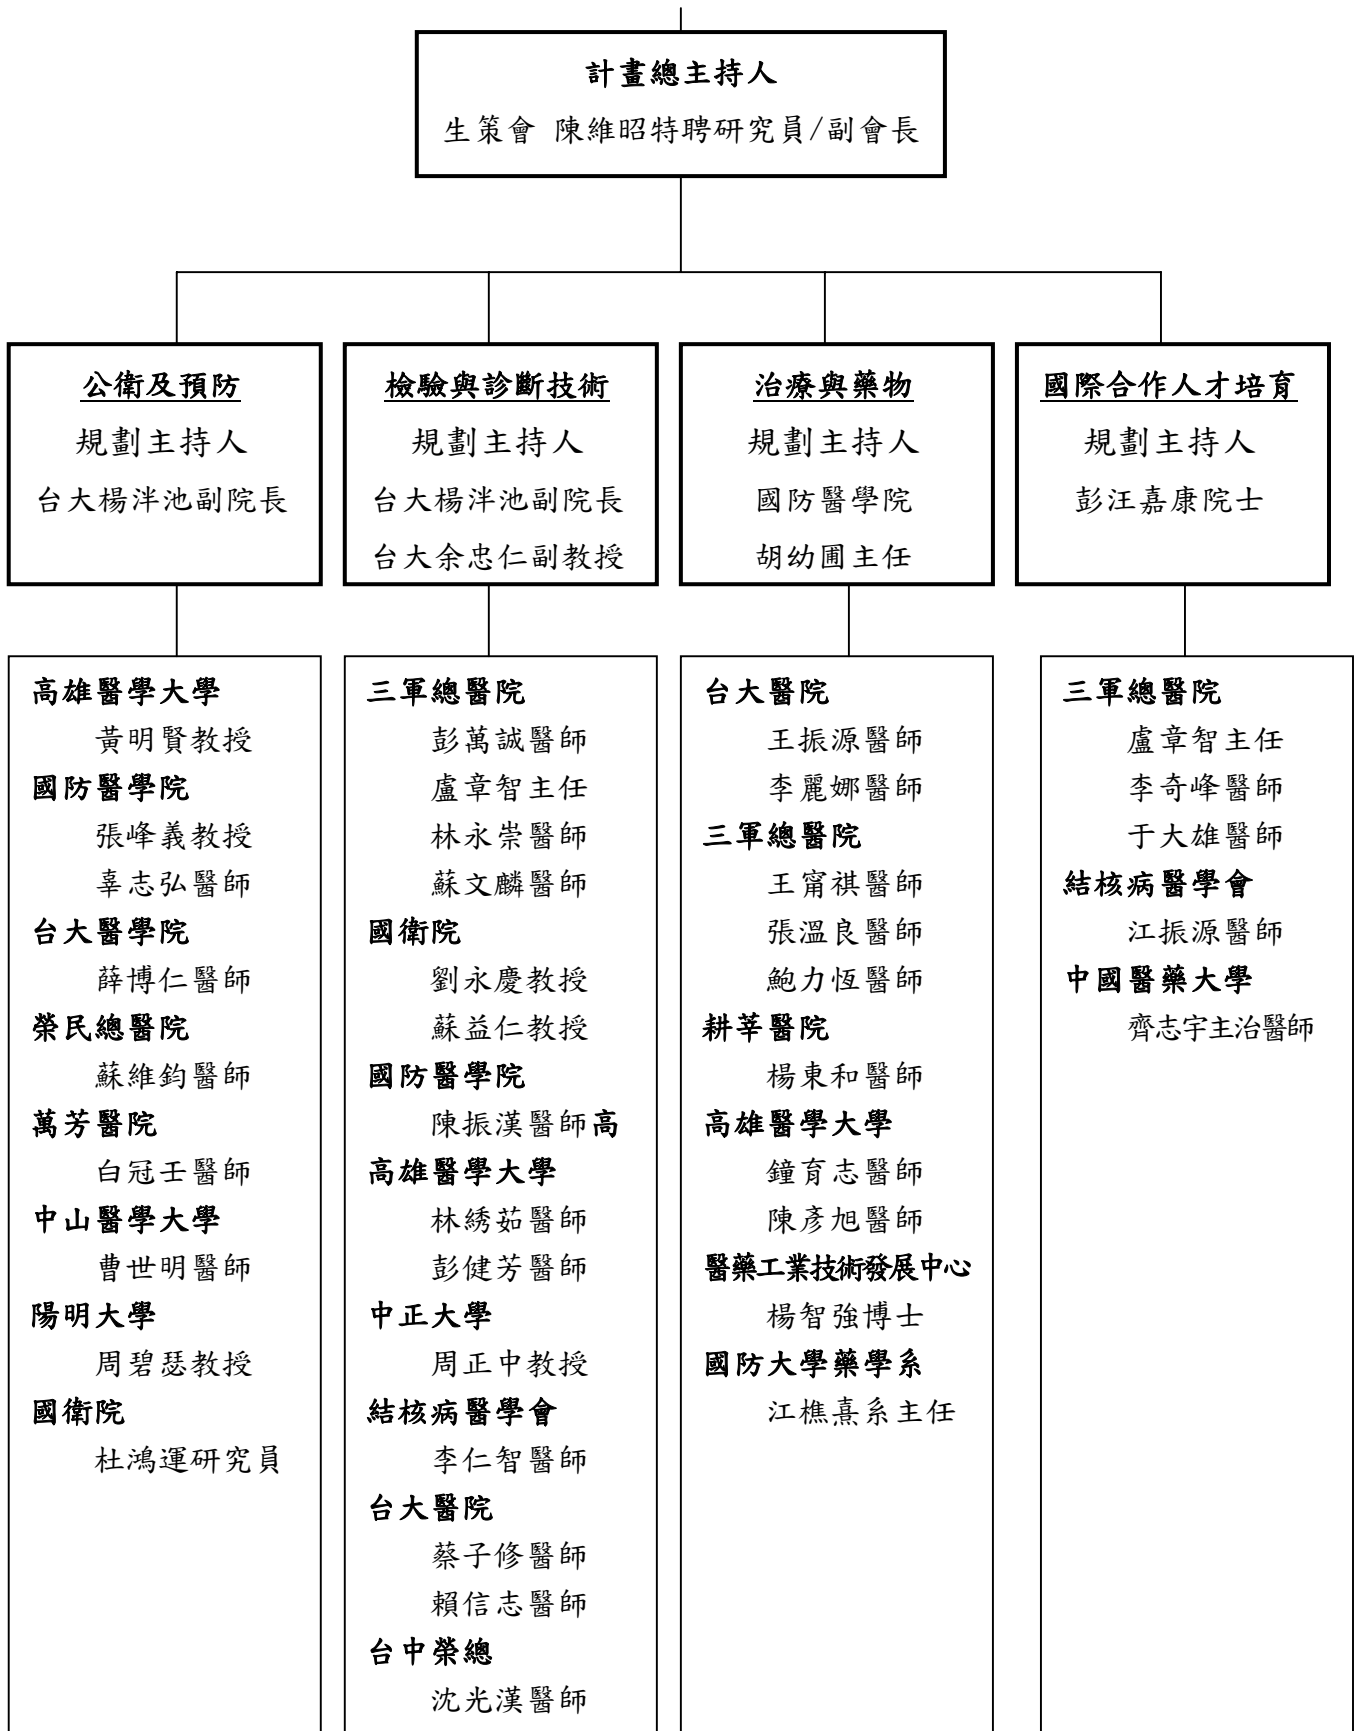 計畫總主持人
生策會 陳維昭特聘研究員/副會長
公衛及預防
規劃主持人
台大楊泮池副院長
檢驗與診斷技術
規劃主持人
台大楊泮池副院長
台大余忠仁副教授
治療與藥物
規劃主持人
國防醫學院
胡幼圃主任
國際合作人才培育
規劃主持人
彭汪嘉康院士
高雄醫學大學
黃明賢教授
國防醫學院
張峰義教授
辜志弘醫師
台大醫學院
薛博仁醫師
榮民總醫院
蘇維鈞醫師
萬芳醫院
白冠壬醫師
中山醫學大學
曹世明醫師
陽明大學
周碧瑟教授
國衛院
杜鴻運研究員
三軍總醫院
彭萬誠醫師
盧章智主任
林永崇醫師
蘇文麟醫師
國衛院
劉永慶教授
蘇益仁教授
國防醫學院
陳振漢醫師高
高雄醫學大學
林綉茹醫師
彭健芳醫師
中正大學
周正中教授
結核病醫學會
李仁智醫師
台大醫院
蔡子修醫師
賴信志醫師
台中榮總
沈光漢醫師
台大醫院
王振源醫師
李麗娜醫師
三軍總醫院
王甯祺醫師
張溫良醫師
鮑力恆醫師
耕莘醫院
楊東和醫師
高雄醫學大學
鐘育志醫師
陳彥旭醫師
醫藥工業技術發展中心
楊智強博士
國防大學藥學系
江樵熹系主任
三軍總醫院
盧章智主任
李奇峰醫師
于大雄醫師
結核病醫學會
江振源醫師
中國醫藥大學
齊志宇主治醫師